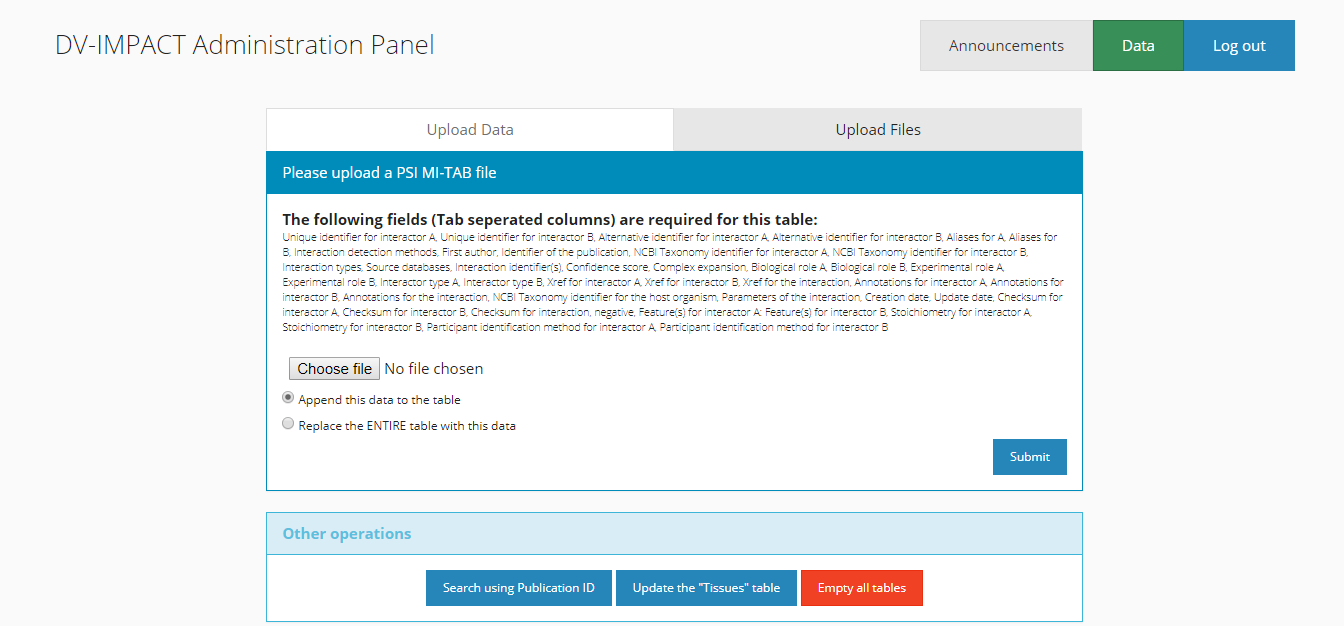 DV-IMPACT Administration Panel
Announcements
Data
Log out
Upload Data
Upload Files
Please upload a PSI MI-TAB file
The following fields (Tab seperated columns) are required for this table:
Unique identifier for interactor A, Unique identifier for interactor B, Alternative identifier for interactor A, Alternative identifier for interactor B, Aliases for A, Aliases for
B, Interaction detection methods, First author, Identifier of the publication, NCBI Taxonomy identifier for interactor A, NCBI Taxonomy identifier for interactor B,
Interaction types, Source databases, Interaction identifier(s), Confidence score, Complex expansion, Biological role A, Biological role B, Experimental role A,
Experimental role B, Interactor type A, Interactor type B, Xref for interactor A, Xref for interactor B, Xref for the interaction, Annotations for interactor A, Annotations for
interactor B, Annotations for the interaction, NCBI Taxonomy identifier for the host organism, Parameters of the interaction, Creation date, Update date, Checksum for
interactor A, Checksum for interactor B, Checksum for interaction, negative, Feature(s) for interactor A: Feature(s) for interactor B, Stoichiometry for interactor A,
Stoichiometry for interactor B, Participant identification method for interactor A, Participant identification method for interactor B
Choose file No file chosen
Append this data to the table
Replace the ENTIRE table with this data
Submit
Other operations
Search using Publication ID
Update the "Tissues" table
Empty all tables